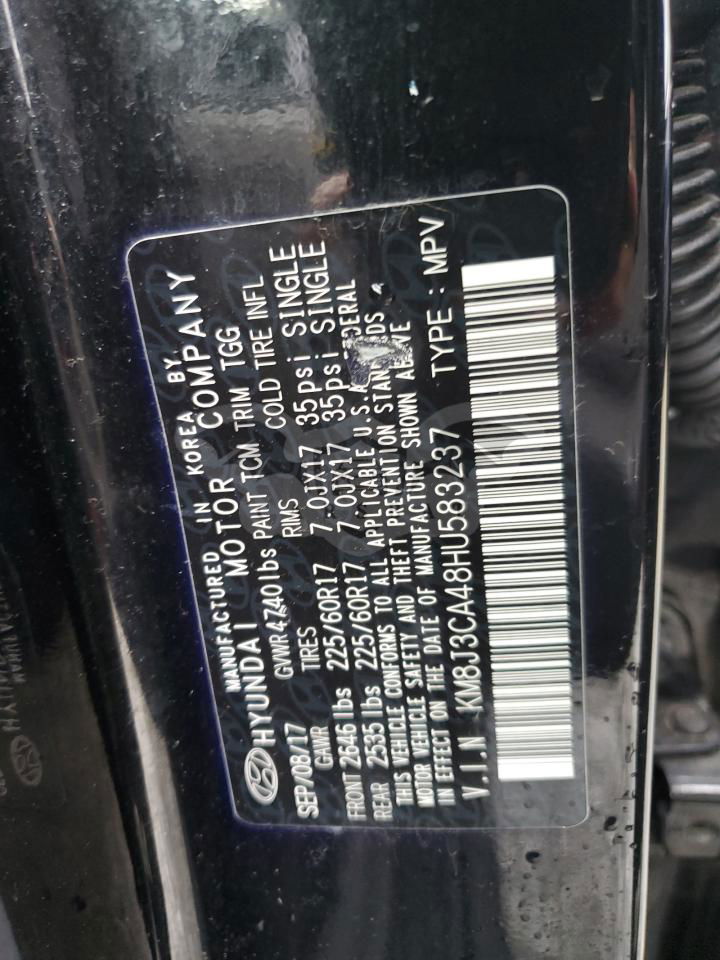 MANUFACTURED IN KOREA BY
HYUNDAI MOTOR COMPANY
SEP/08/17 GVWR 4740 lbs PAINT TCM TRIM TGG
GAWR TIRES RIMS COLD TIRE INFL
FRONT 2646 lbs 225/60R17 7.0JX17 35psi SINGLE
REAR 2535 lbs 225/60R17 7.0JX17 35psi SINGLE
THIS VEHICLE CONFORMS TO ALL APPLICABLE U.S.A
MOTOR VEHICLE SAFETY AND THEFT PREVENTION
IN EFFECT ON THE DATE OF MANUFACTURE SHOWN
V.I.N KM8J3CA48HU583237 TYPE : MPV